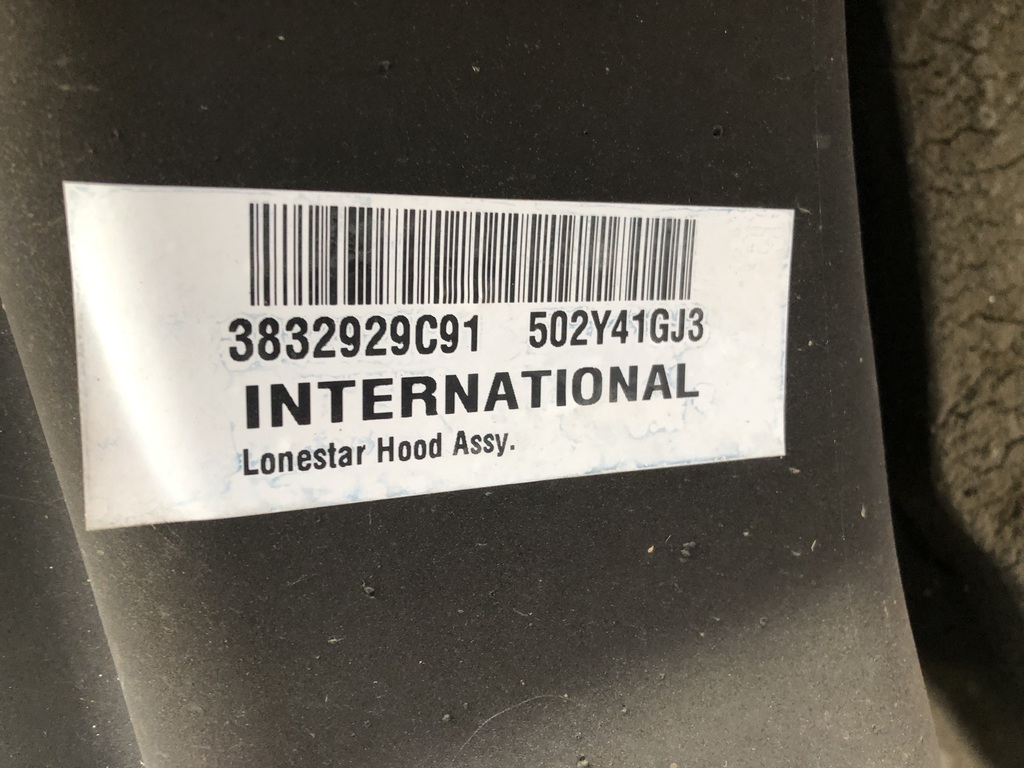 3832929C91 502Y41GJ3
INTERNATIONAL
Lonestar Hood Assy.